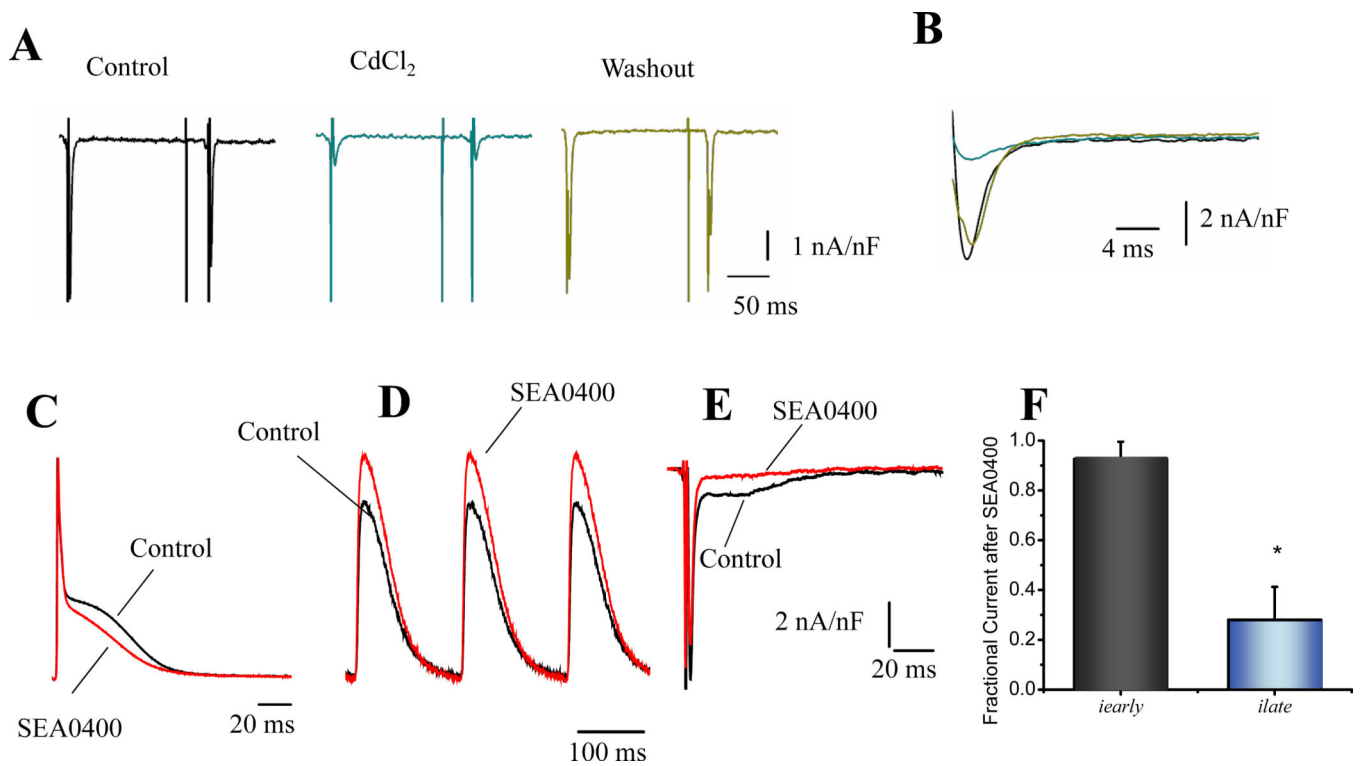 A
Control
CdCl₂
Washout
1 nA/nF
50 ms
B
2 nA/nF
4 ms
C
Control
SEA0400
20 ms
D
Control
SEA0400
100 ms
E
SEA0400
Control
2 nA/nF
20 ms
F
Fractional Current after SEA0400
1.0
0.8
0.6
0.4
0.2
0.0
*
iearly
ilate